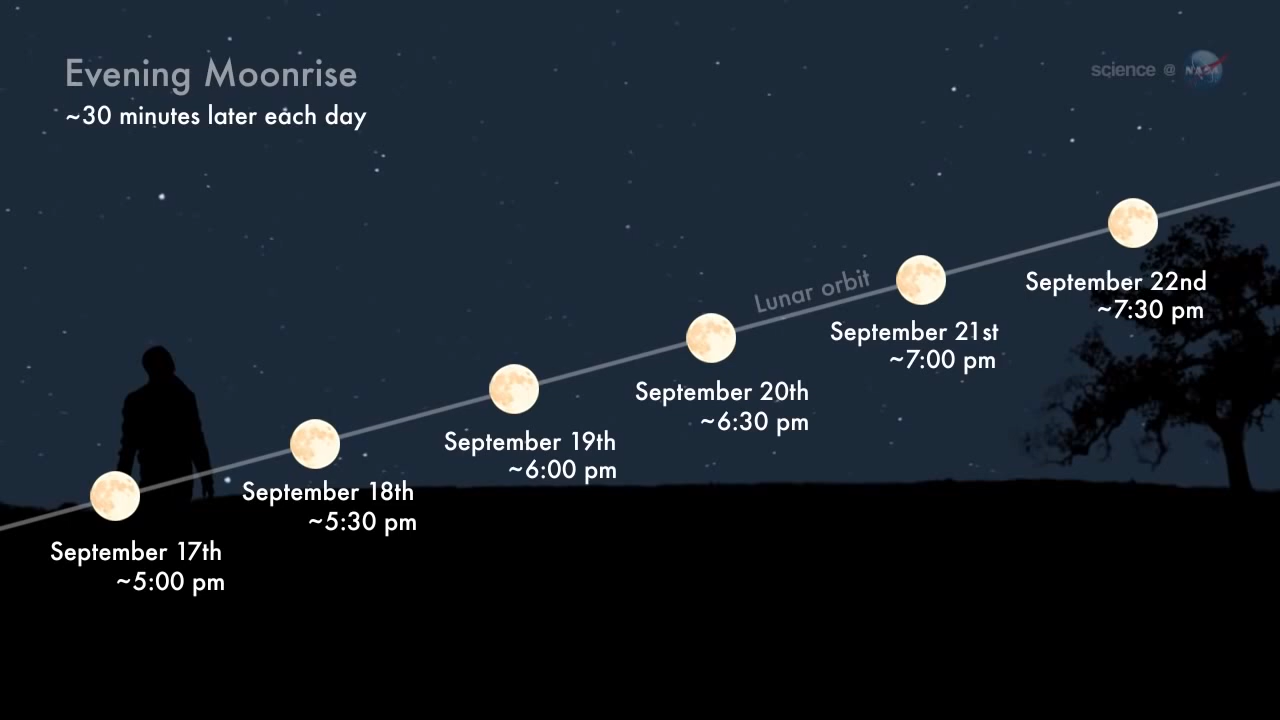 Evening Moonrise
~30 minutes later each day
science @ NASA
Lunar orbit
September 22nd
~7:30 pm
September 21st
~7:00 pm
September 20th
~6:30 pm
September 19th
~6:00 pm
September 18th
~5:30 pm
September 17th
~5:00 pm